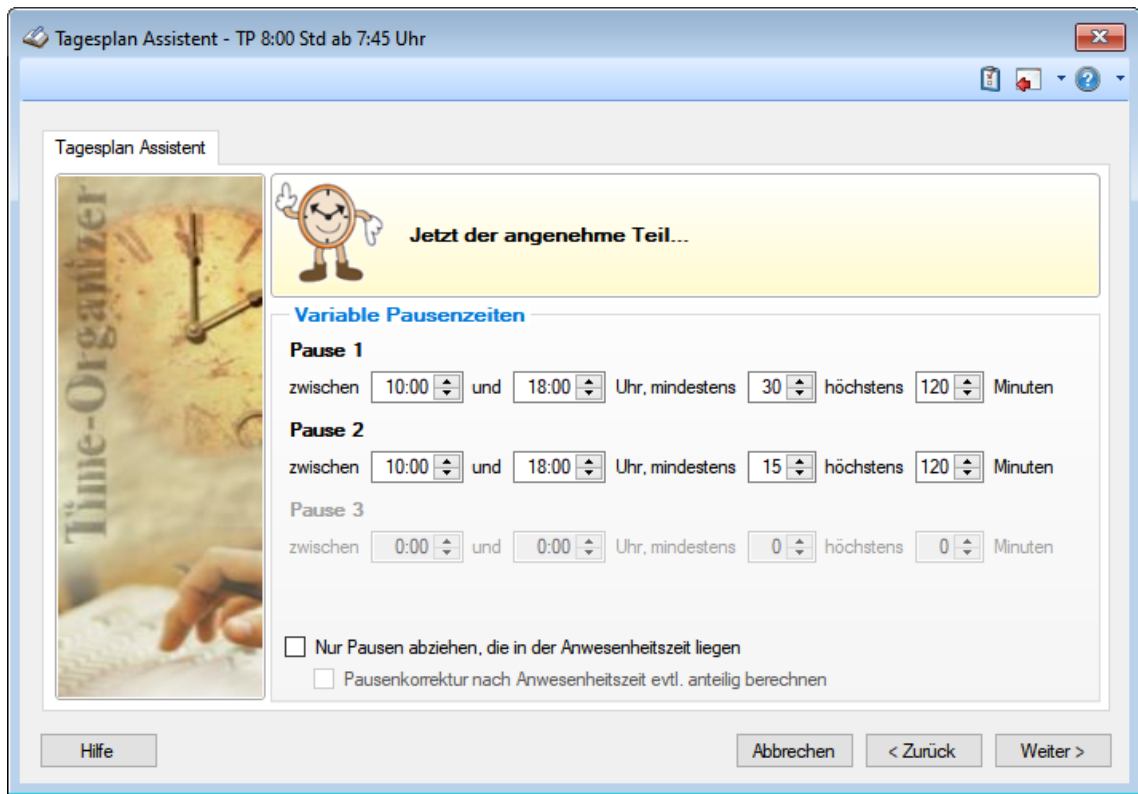 Tagesplan Assistent - TP 8:00 Std ab 7:45 Uhr
Tagesplan Assistent
Time-Organizer
Jetzt der angenehme Teil...
Variable Pausenzeiten
Pause 1
zwischen 10:00 und 18:00 Uhr, mindestens 30 höchstens 120 Minuten
Pause 2
zwischen 10:00 und 18:00 Uhr, mindestens 15 höchstens 120 Minuten
Pause 3
zwischen 0:00 und 0:00 Uhr, mindestens 0 höchstens 0 Minuten
Nur Pausen abziehen, die in der Anwesenheitszeit liegen
Pausenkorrektur nach Anwesenheitszeit evtl. anteilig berechnen
Hilfe Abbrechen < Zurück Weiter >